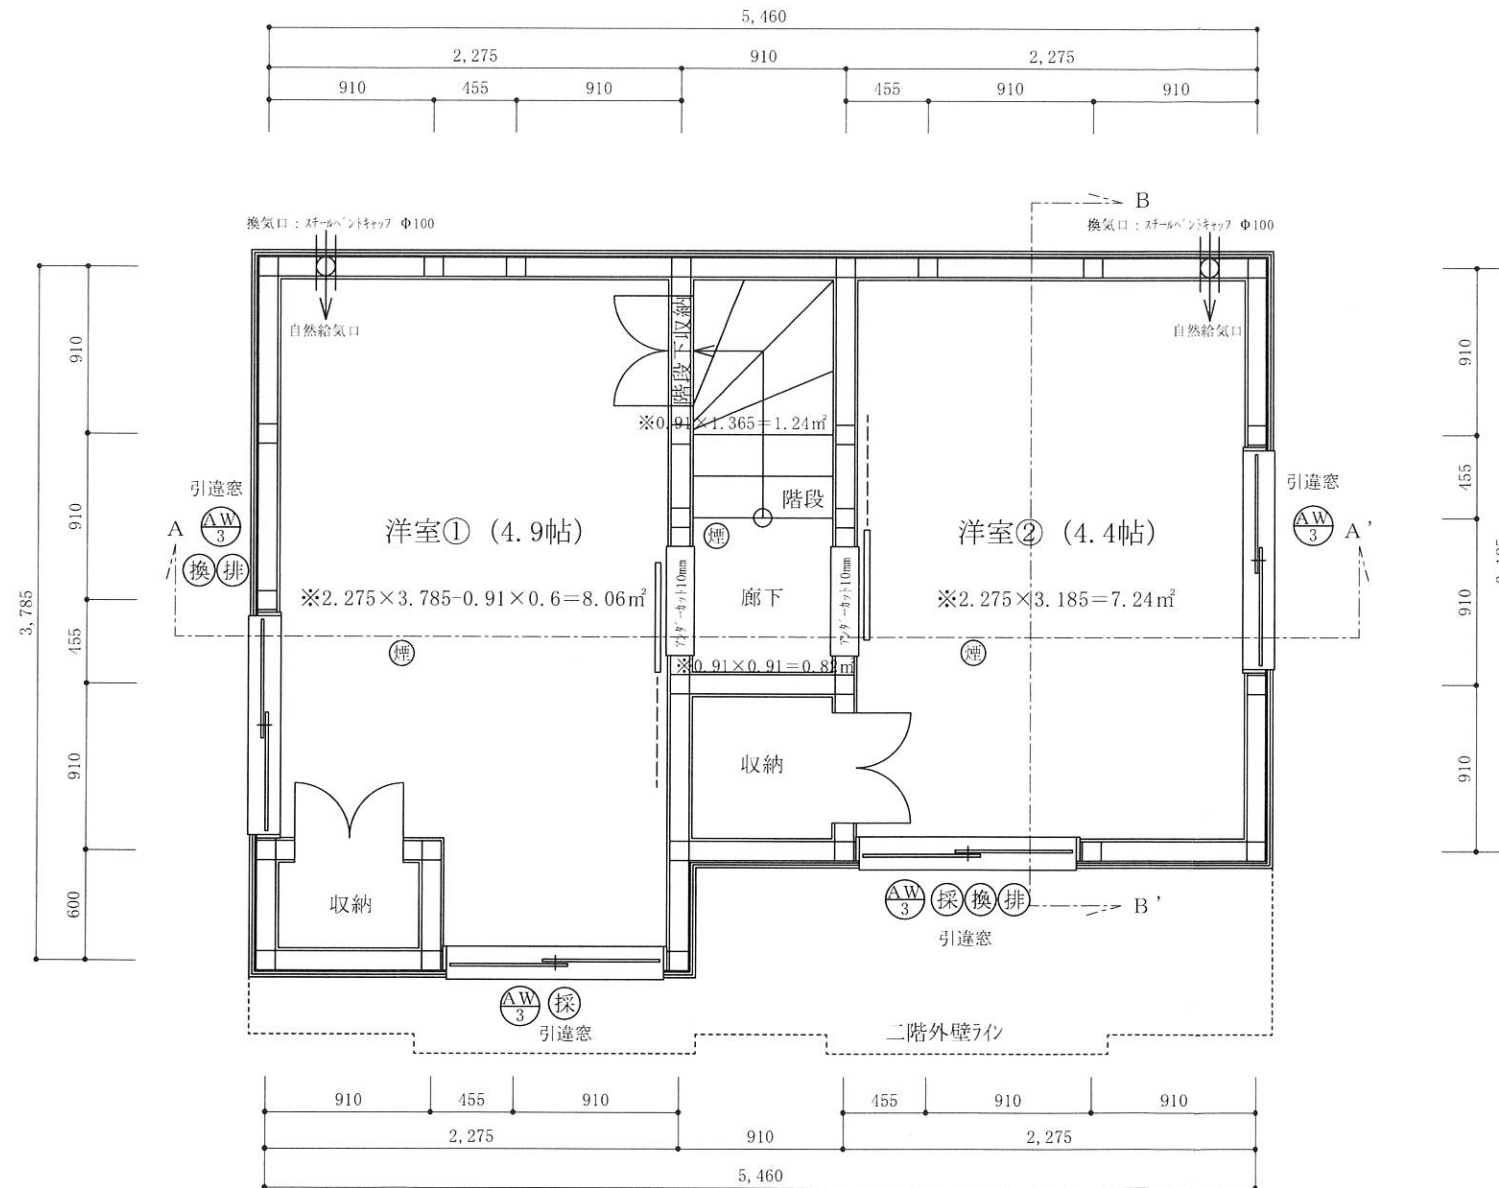 5,460
2,275 910 2,275
910 455 910 455 910 910
B
換気口：スチールベントキャップ Φ100
換気口：スチールベントキャップ Φ100
自然給気口
自然給気口
階段下収納
※0.91×1.365＝1.24㎡
910
910
455
910
600
3,785
910
455
910
910
引違窓
AW
3
換 排
A
引違窓
AW
3
A'
階段
煙
洋室① (4.9帖)
洋室② (4.4帖)
※2.275×3.785-0.91×0.6＝8.06㎡
アンダーカット10mm
廊下
アンダーカット10mm
※2.275×3.185＝7.24㎡
煙
煙
※0.91×0.91＝0.82㎡
収納
収納
AW
3
採 換 排
引違窓
B'
AW
3
採
引違窓
二階外壁ライン
910 455 910 455 910 910
2,275 910 2,275
5,460